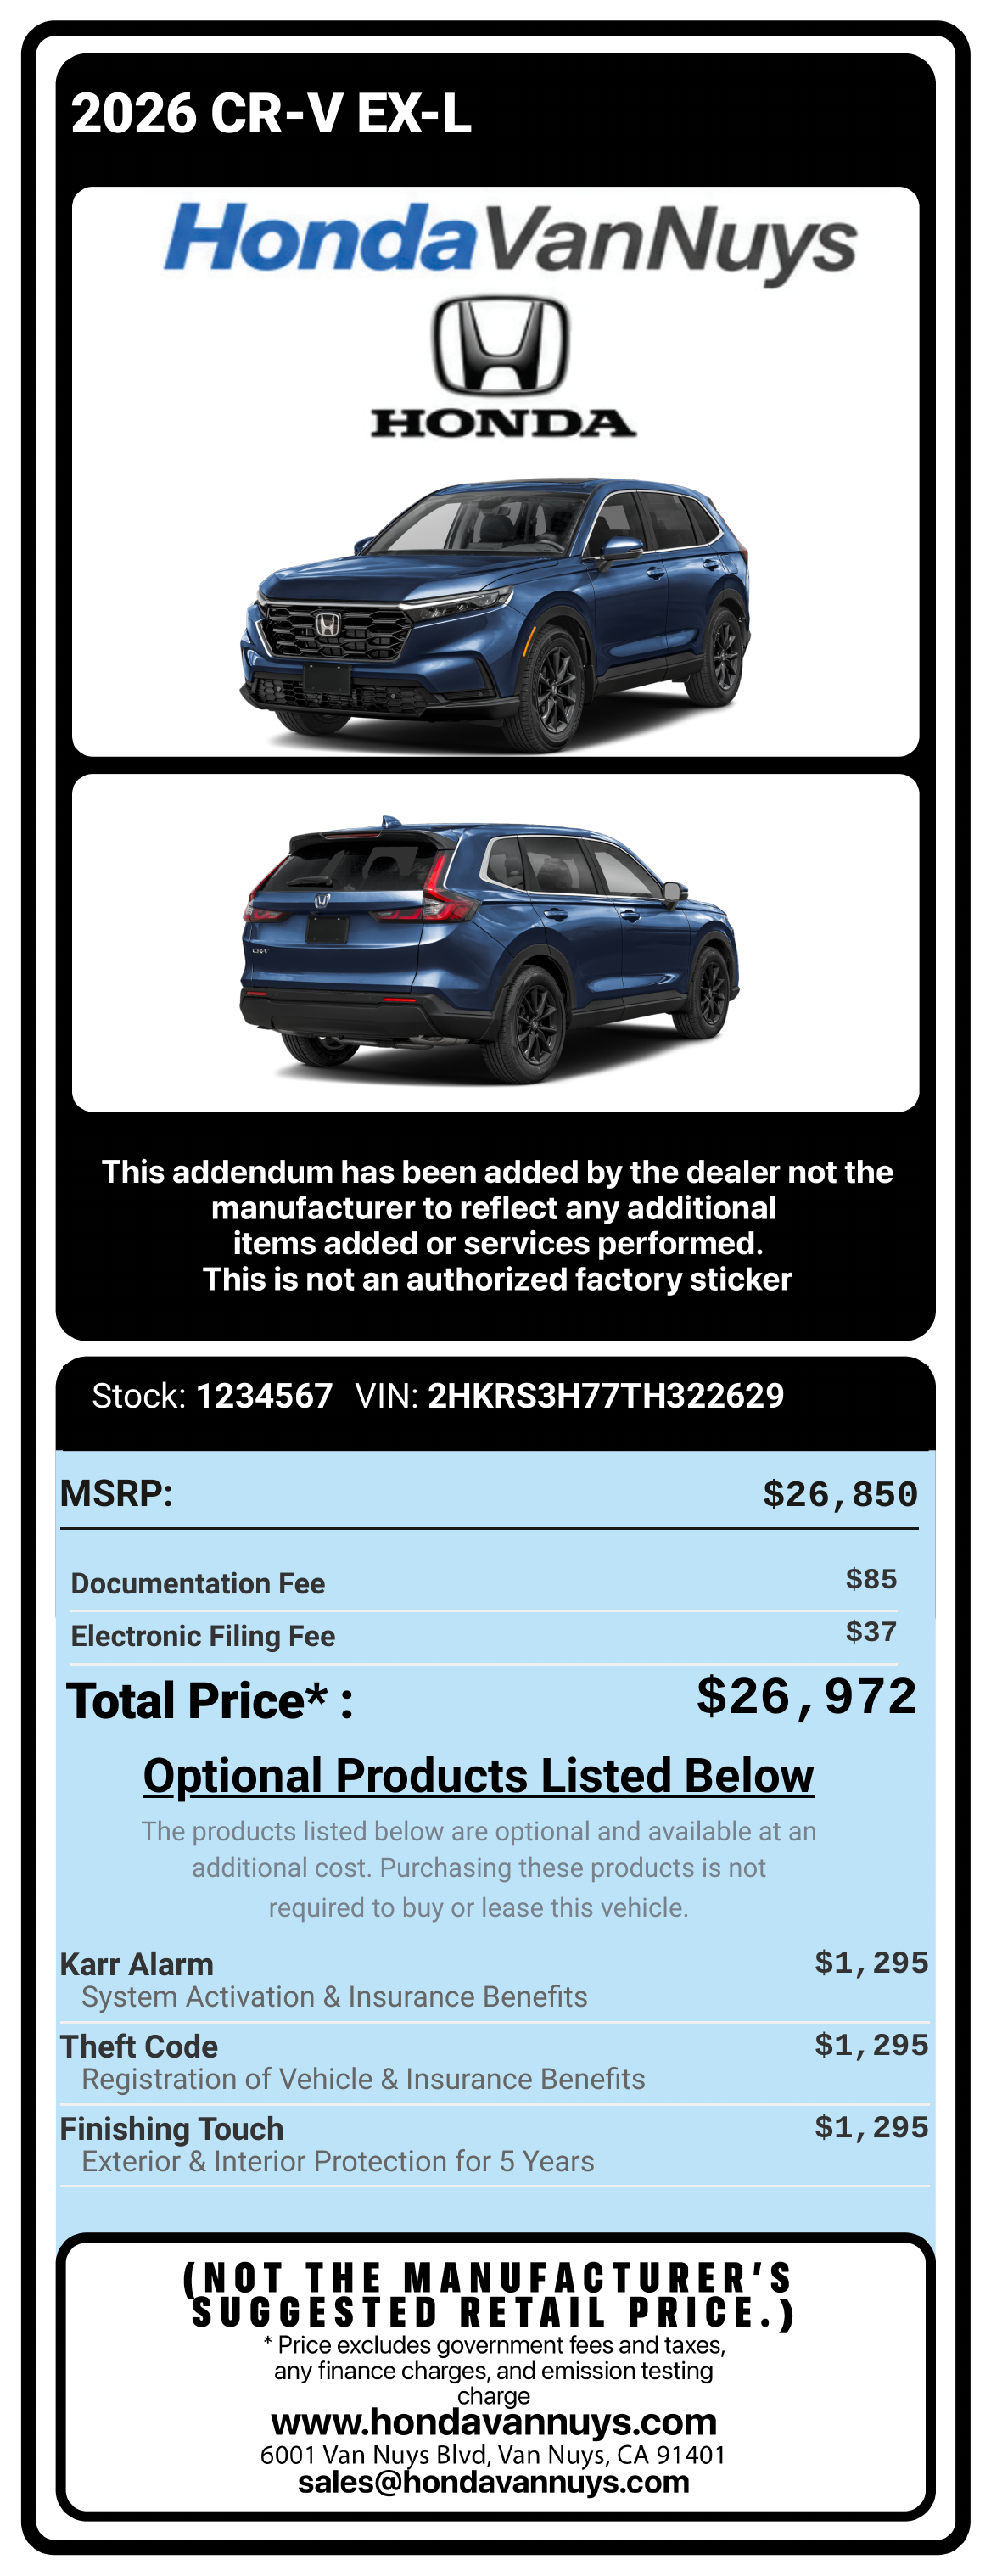 2026 CR-V EX-L
HondaVanNuys
HONDA
This addendum has been added by the dealer not the
manufacturer to reflect any additional
items added or services performed.
This is not an authorized factory sticker
Stock: 1234567 VIN: 2HKRS3H77TH322629
MSRP: $26,850
Documentation Fee $85
Electronic Filing Fee $37
Total Price* : $26,972
Optional Products Listed Below
The products listed below are optional and available at an
additional cost. Purchasing these products is not
required to buy or lease this vehicle.
Karr Alarm $1,295
System Activation & Insurance Benefits
Theft Code $1,295
Registration of Vehicle & Insurance Benefits
Finishing Touch $1,295
Exterior & Interior Protection for 5 Years
(NOT THE MANUFACTURER'S
SUGGESTED RETAIL PRICE.)
* Price excludes government fees and taxes,
any finance charges, and emission testing
charge
www.hondavannuys.com
6001 Van Nuys Blvd, Van Nuys, CA 91401
sales@hondavannuys.com